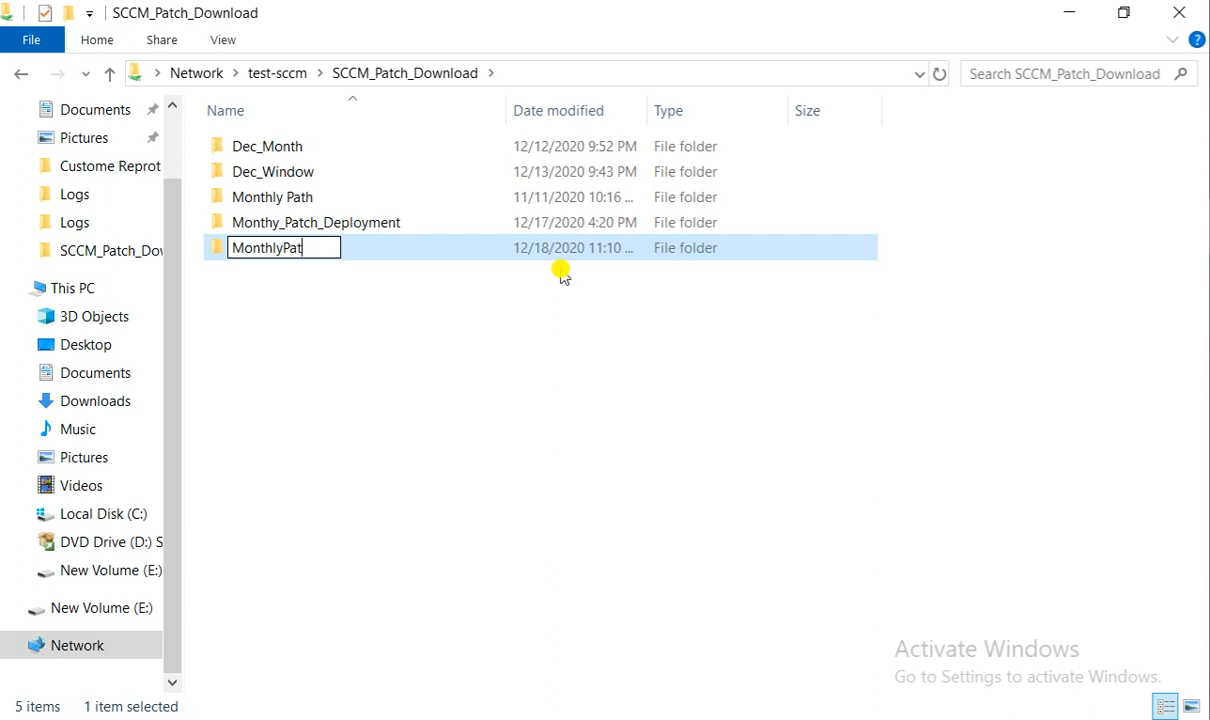 SCCM_Patch_Download
File Home Share View
Network > test-sccm > SCCM_Patch_Download >
Search SCCM_Patch_Download
Name Date modified Type Size
Documents
Pictures
Custome Reprot
Logs
Logs
SCCM_Patch_Dov
This PC
3D Objects
Desktop
Documents
Downloads
Music
Pictures
Videos
Local Disk (C:)
DVD Drive (D:) S
New Volume (E:)
New Volume (E:)
Network
Dec_Month 12/12/2020 9:52 PM File folder
Dec_Window 12/13/2020 9:43 PM File folder
Monthly Path 11/11/2020 10:16 ... File folder
Monthy_Patch_Deployment 12/17/2020 4:20 PM File folder
MonthlyPat 12/18/2020 11:10 ... File folder
Activate Windows
Go to Settings to activate Windows.
5 items 1 item selected